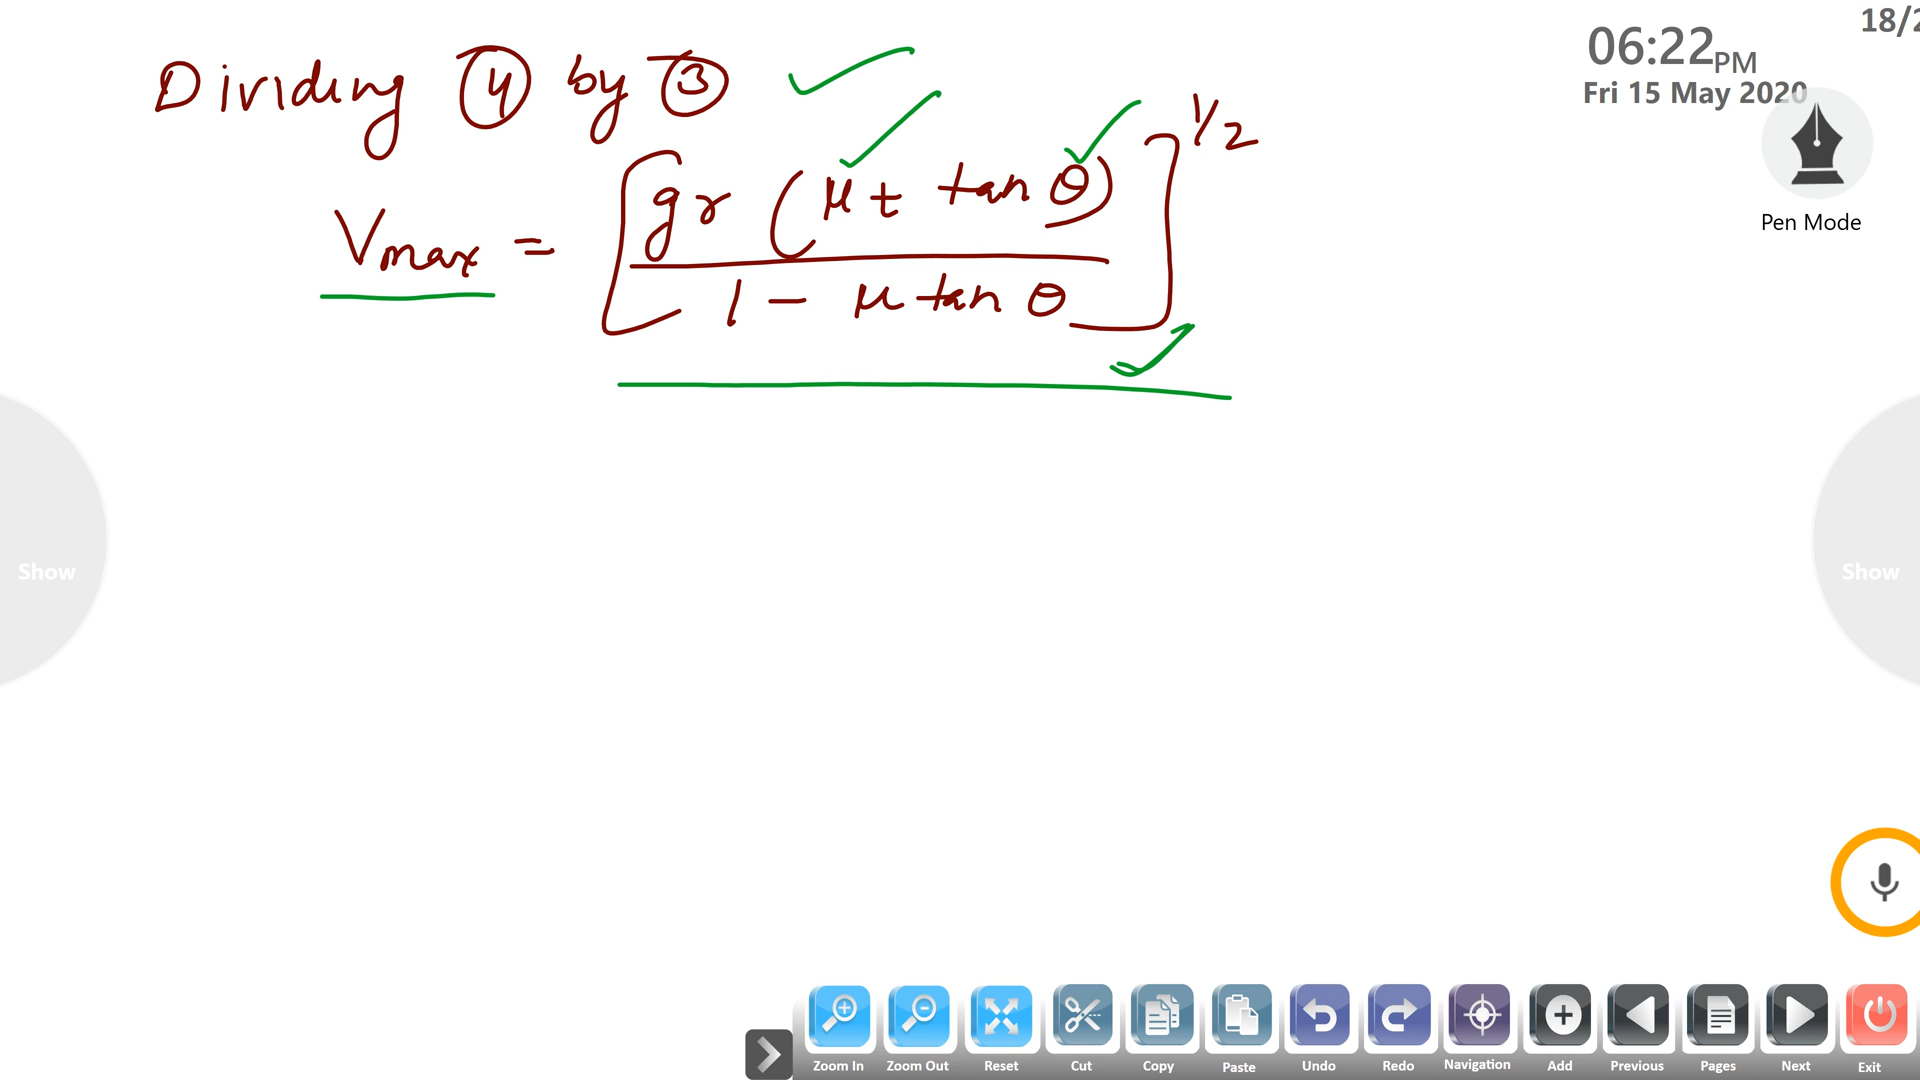 18/2
06:22PM
Fri 15 May 2020
Pen Mode
Dividing ④ by ③
Vmax = [gr (μ + tan θ) / 1 - μ tan θ]^1/2
Show
Show
Zoom In Zoom Out Reset Cut Copy Paste Undo Redo Navigation Add Previous Pages Next Exit